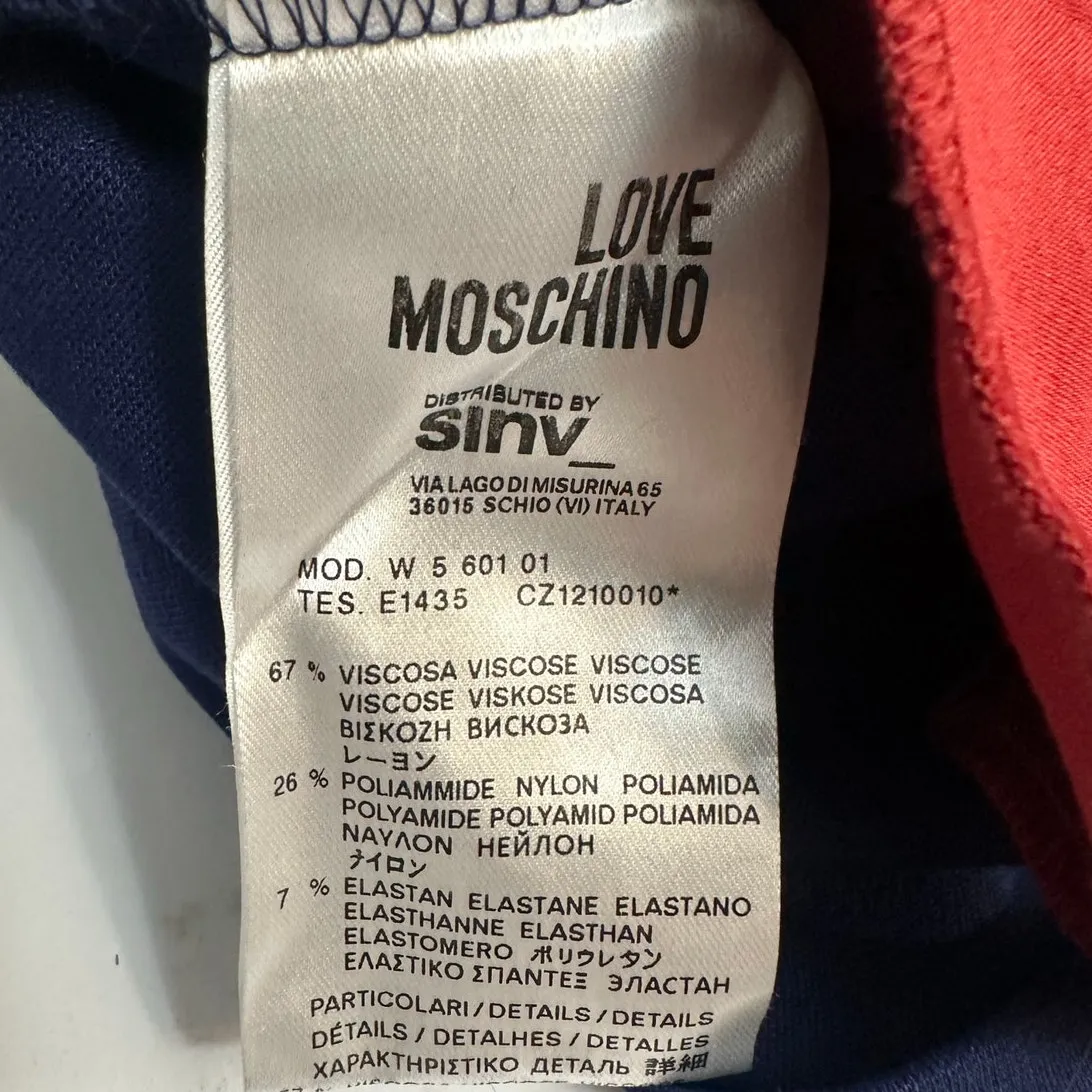 LOVE
MOSCHINO
DISTRIBUTED BY
sinv_
VIA LAGO DI MISURINA 65
36015 SCHIO (VI) ITALY
MOD. W 5 601 01
TES. E1435 CZ1210010*
67 % VISCOSA VISCOSE VISCOSE
VISCOSE VISKOSE VISCOSA
ΒΙΣΚΟΖΗ ВИСКОЗА
レーヨン
26 % POLIAMMIDE NYLON POLIAMIDA
POLYAMIDE POLYAMID POLIAMIDA
ΝΑΥΛΟΝ НЕЙЛОН
ナイロン
7 % ELASTAN ELASTANE ELASTANO
ELASTHANNE ELASTHAN
ELASTOMERO ポリウレタン
ΕΛΑΣΤΙΚΟ ΣΠΑΝΤΕΞ ЭЛАСТАН
PARTICOLARI / DETAILS / DETAILS
DÉTAILS / DETALHES / DETALLES
ΧΑΡΑΚΤΗΡΙΣΤΙΚΟ ДЕТАЛЬ 詳細